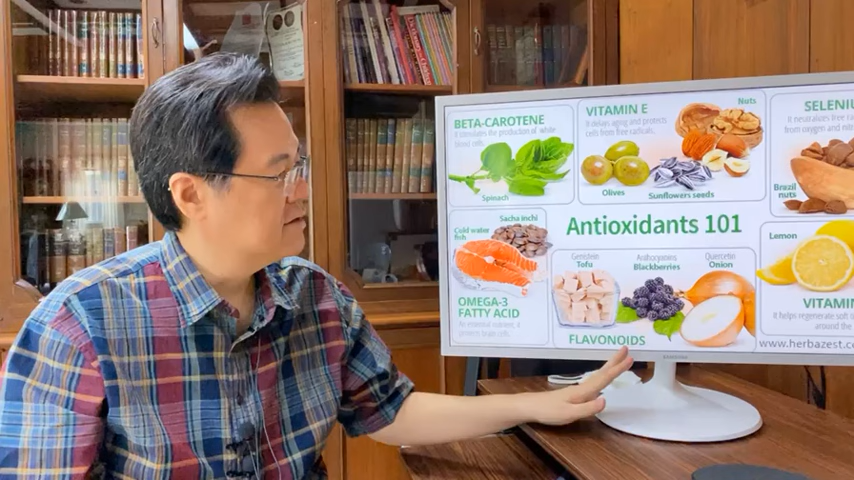 BETA-CAROTENE
It stimulates the production of white
blood cells.
Spinach
VITAMIN E
It delays aging and protects
cells from free radicals.
Nuts
Olives
Sunflowers seeds
SELENIU
It neutralizes free ra
from oxygen and nit
Brazil
nuts
Antioxidants 101
Sacha inchi
Cold water
fish
OMEGA-3
FATTY ACID
An essential nutrient
protects brain cells.
Genistein
Tofu
Blackberries
Quercetin
Onion
FLAVONOIDS
Lemon
VITAMIN
It helps regenerate soft
around the
www.herbazest.co
SAMSUNG